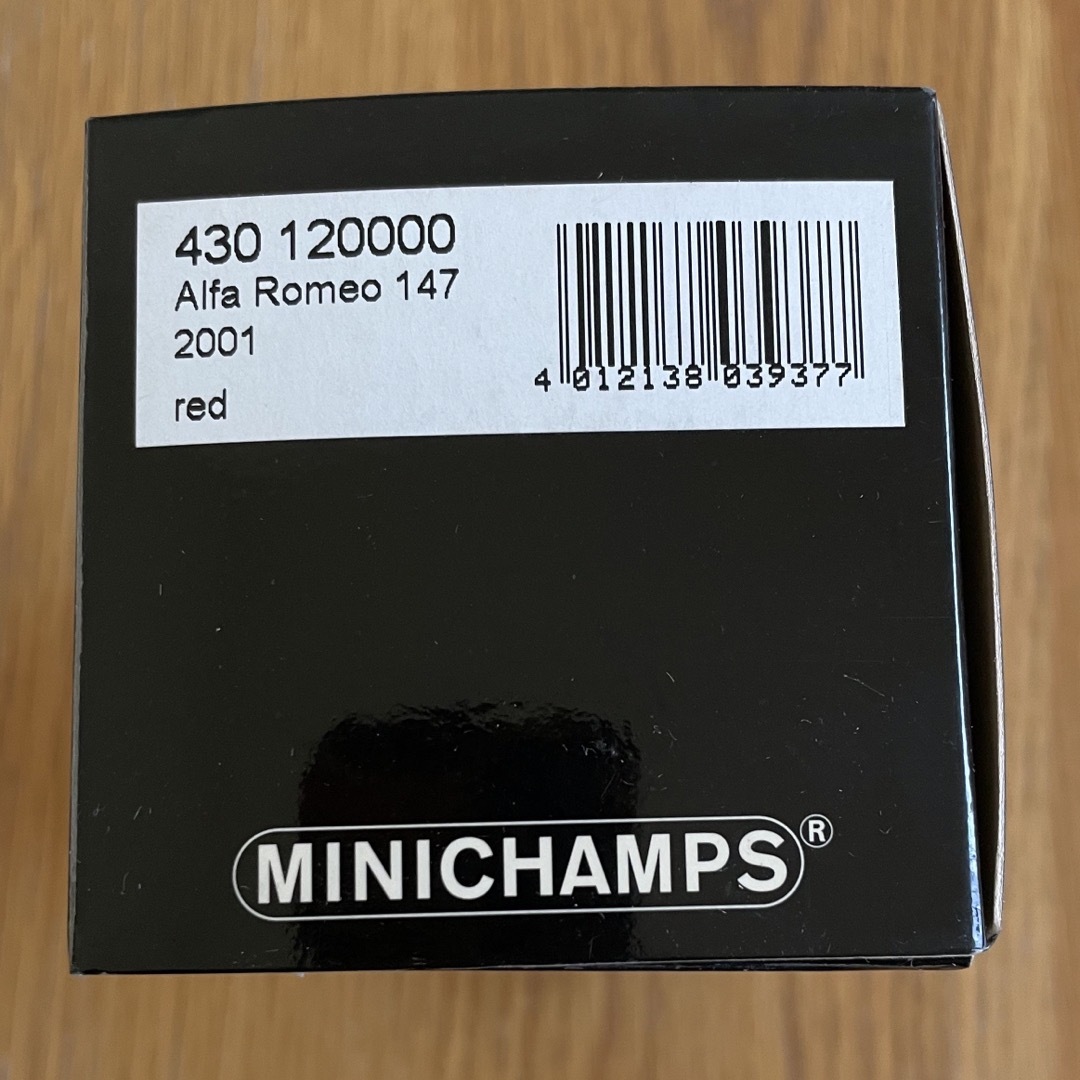 430 120000
Alfa Romeo 147
2001
red
4 012138 039377
MINICHAMPS®